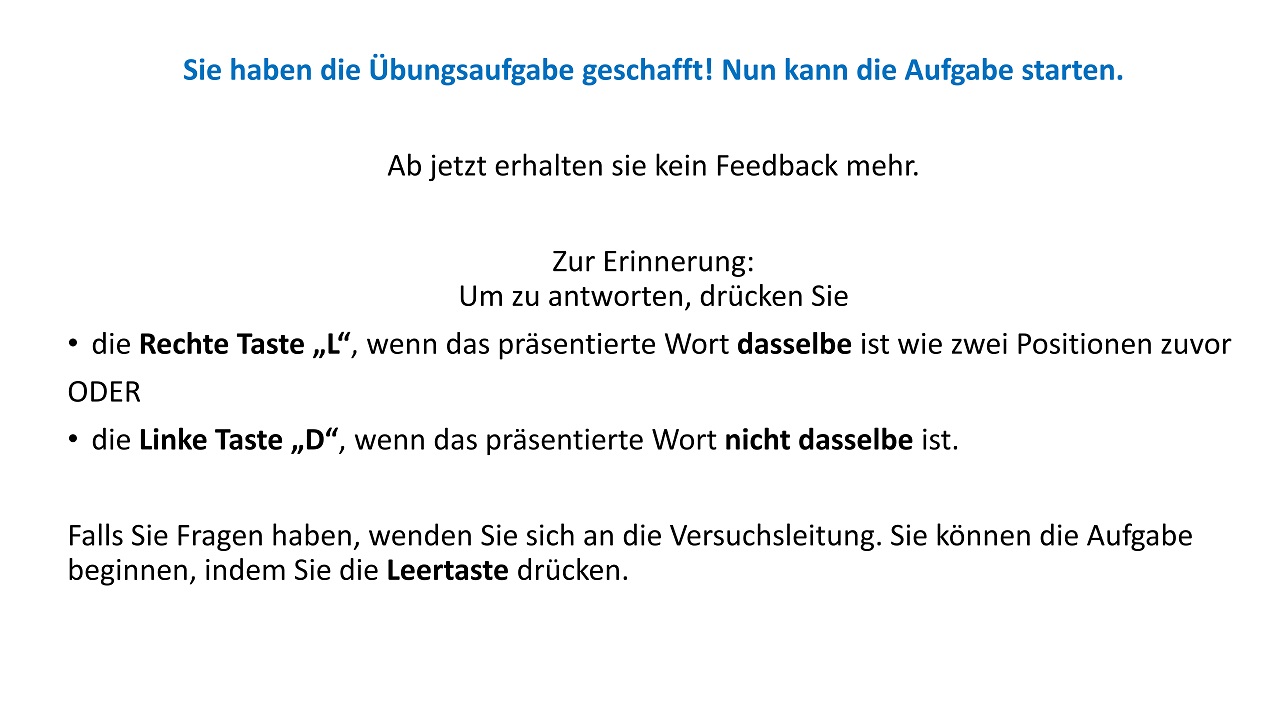 Sie haben die Übungsaufgabe geschafft! Nun kann die Aufgabe starten.
Ab jetzt erhalten sie kein Feedback mehr.
Zur Erinnerung:
Um zu antworten, drücken Sie
• die Rechte Taste „L“, wenn das präsentierte Wort dasselbe ist wie zwei Positionen zuvor
ODER
• die Linke Taste „D“, wenn das präsentierte Wort nicht dasselbe ist.
Falls Sie Fragen haben, wenden Sie sich an die Versuchsleitung. Sie können die Aufgabe
beginnen, indem Sie die Leertaste drücken.